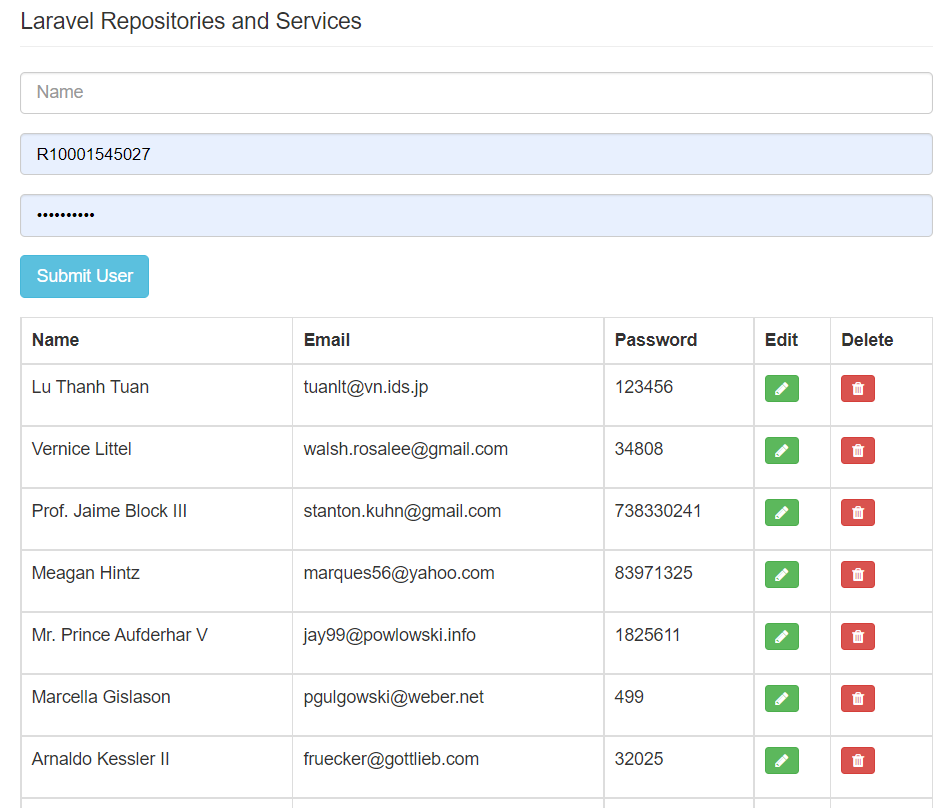 Laravel Repositories and Services
Name
R10001545027
••••••••••
Submit User
Name Email Password Edit Delete
Lu Thanh Tuan tuanlt@vn.ids.jp 123456
Vernice Littel walsh.rosalee@gmail.com 34808
Prof. Jaime Block III stanton.kuhn@gmail.com 738330241
Meagan Hintz marques56@yahoo.com 83971325
Mr. Prince Aufderhar V jay99@powlowski.info 1825611
Marcella Gislason pgulgowski@weber.net 499
Arnaldo Kessler II fruecker@gottlieb.com 32025